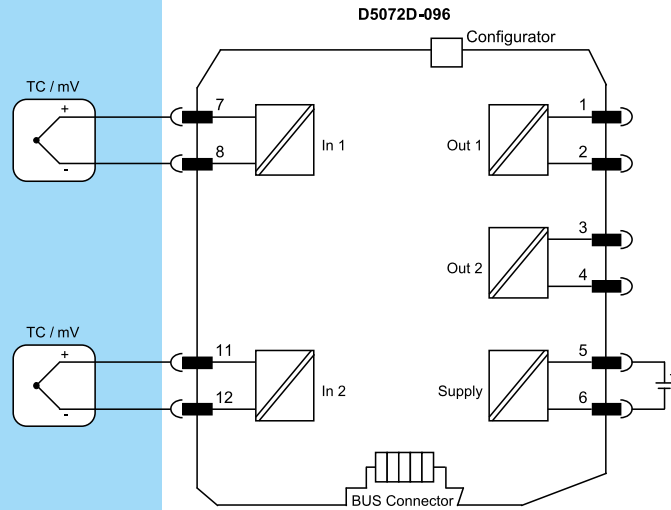 D5072D-096
Configurator
TC / mV
+
-
7
8
In 1
1
2
Out 1
3
4
Out 2
TC / mV
+
-
11
12
In 2
5
6
Supply
BUS Connector